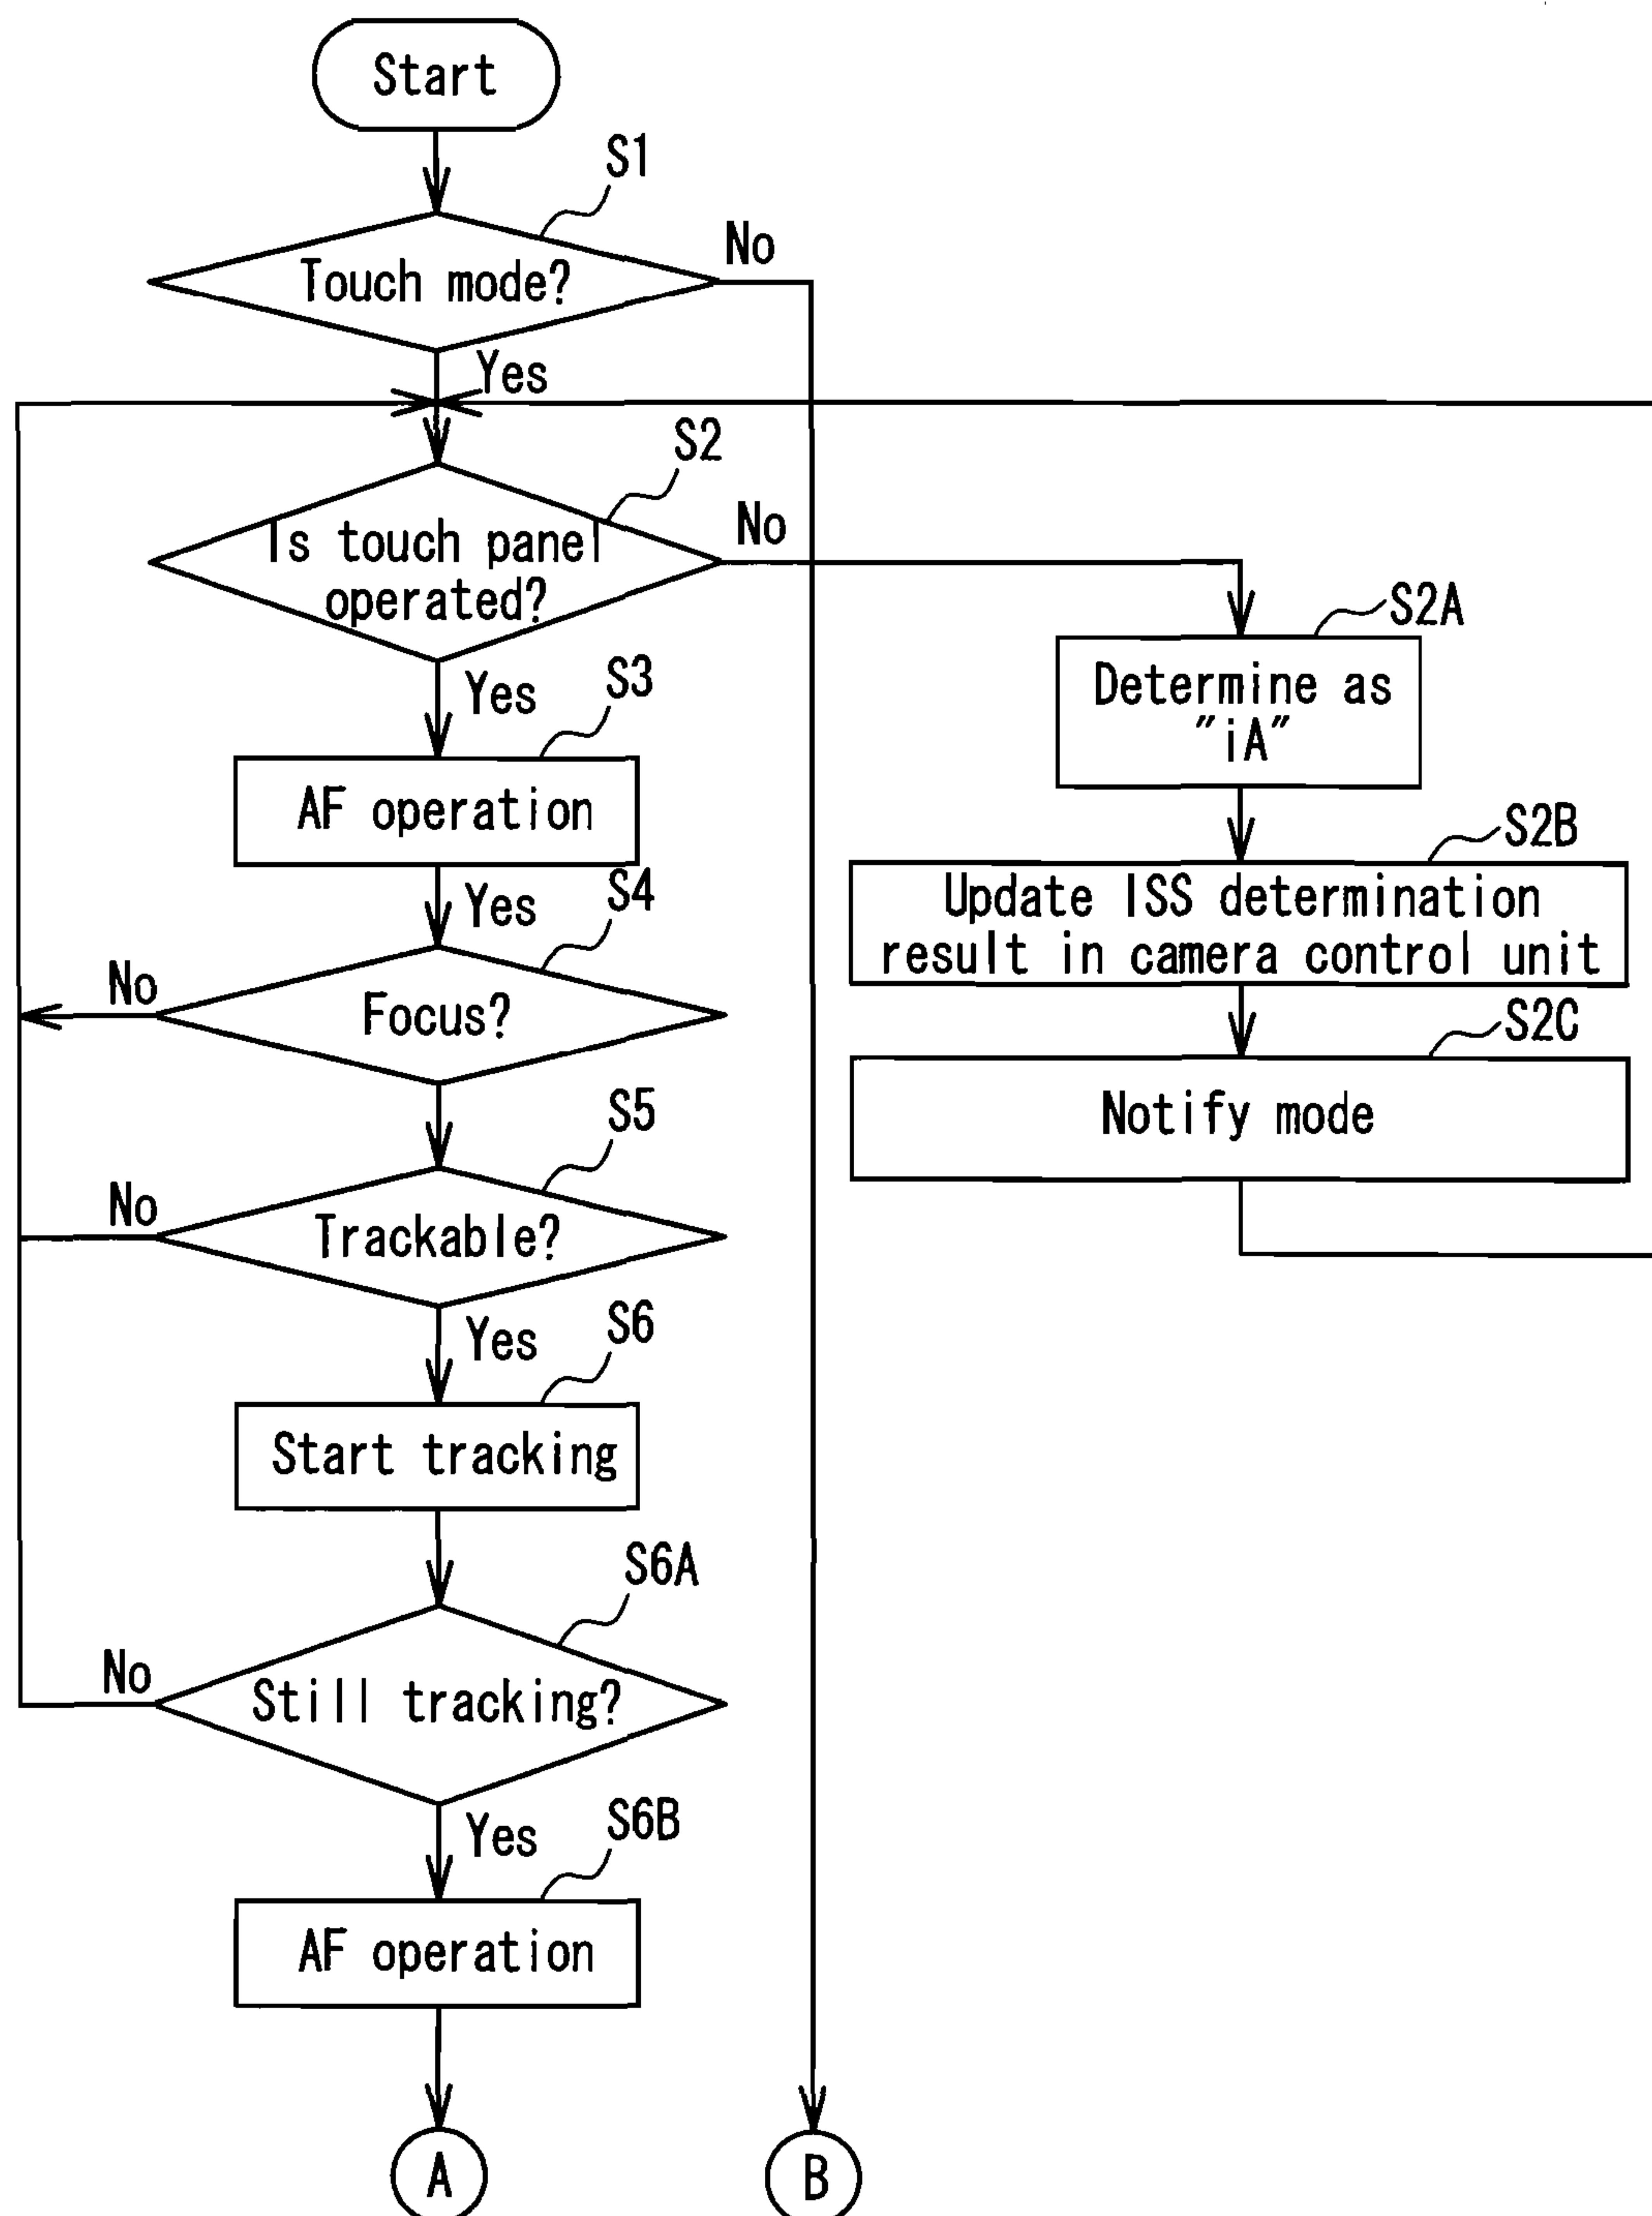 Start
S1
Touch mode?
No
Yes
S2
Is touch panel
operated?
No
Yes
S2A
Determine as
"iA"
S3
AF operation
S2B
Update ISS determination
result in camera control unit
Yes
S4
Focus?
No
S2C
Notify mode
S5
Trackable?
No
Yes
S6
Start tracking
S6A
Still tracking?
No
Yes
S6B
AF operation
A
B